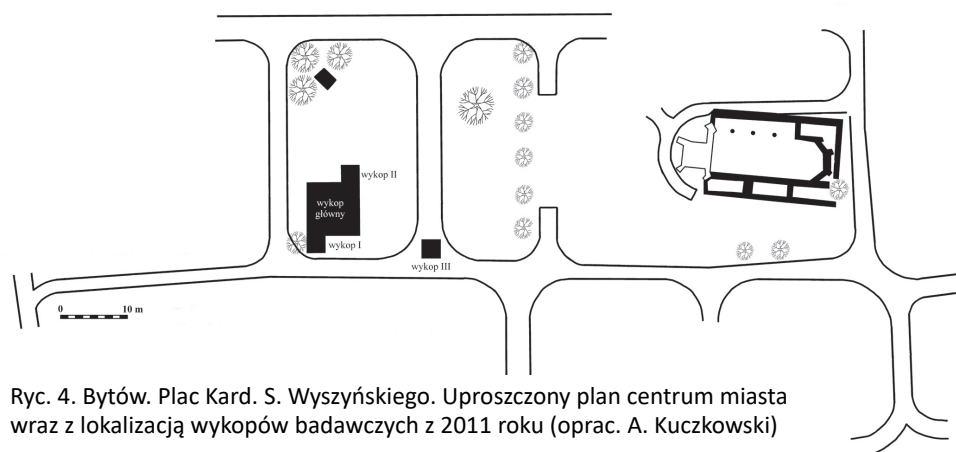 wykop II
wykop
główny
wykop I
wykop III
0 10 m
Ryc. 4. Bytów. Plac Kard. S. Wyszyńskiego. Uproszczony plan centrum miasta
wraz z lokalizacją wykopów badawczych z 2011 roku (oprac. A. Kuczkowski)